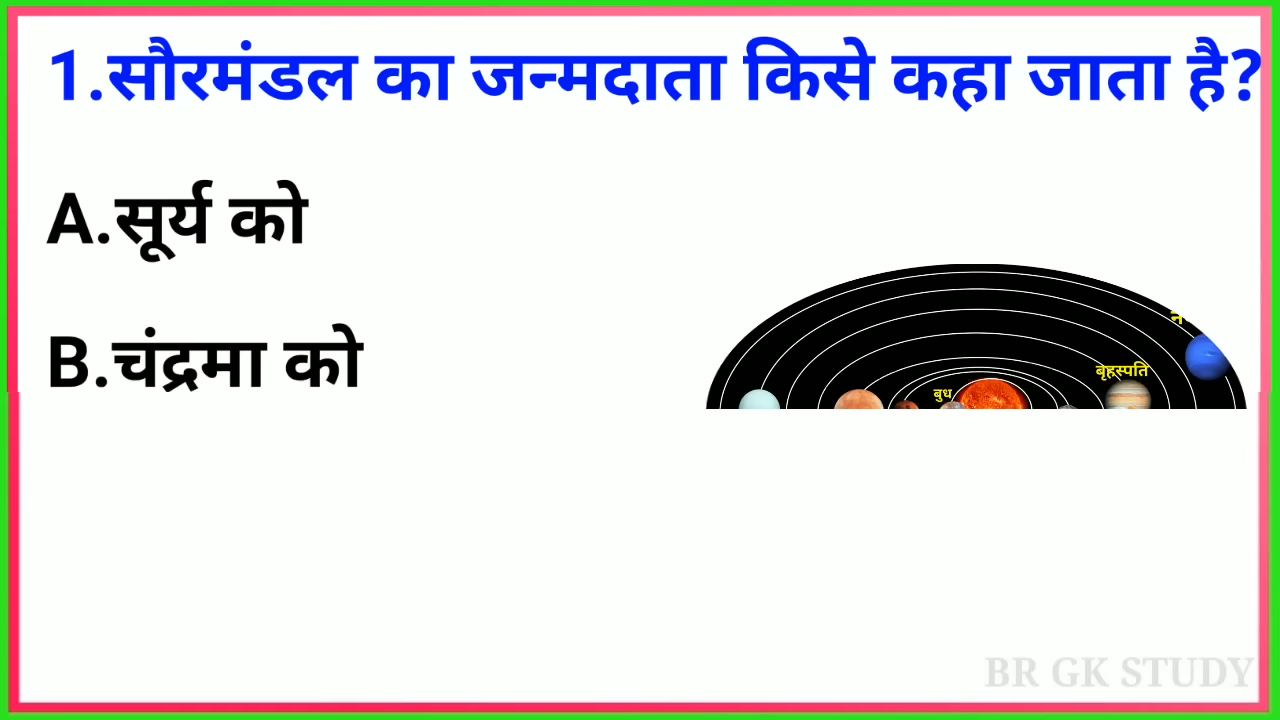 1.सौरमंडल का जन्मदाता किसे कहा जाता है?
A.सूर्य को
B.चंद्रमा को
बृहस्पति
बुध
BR GK STUDY